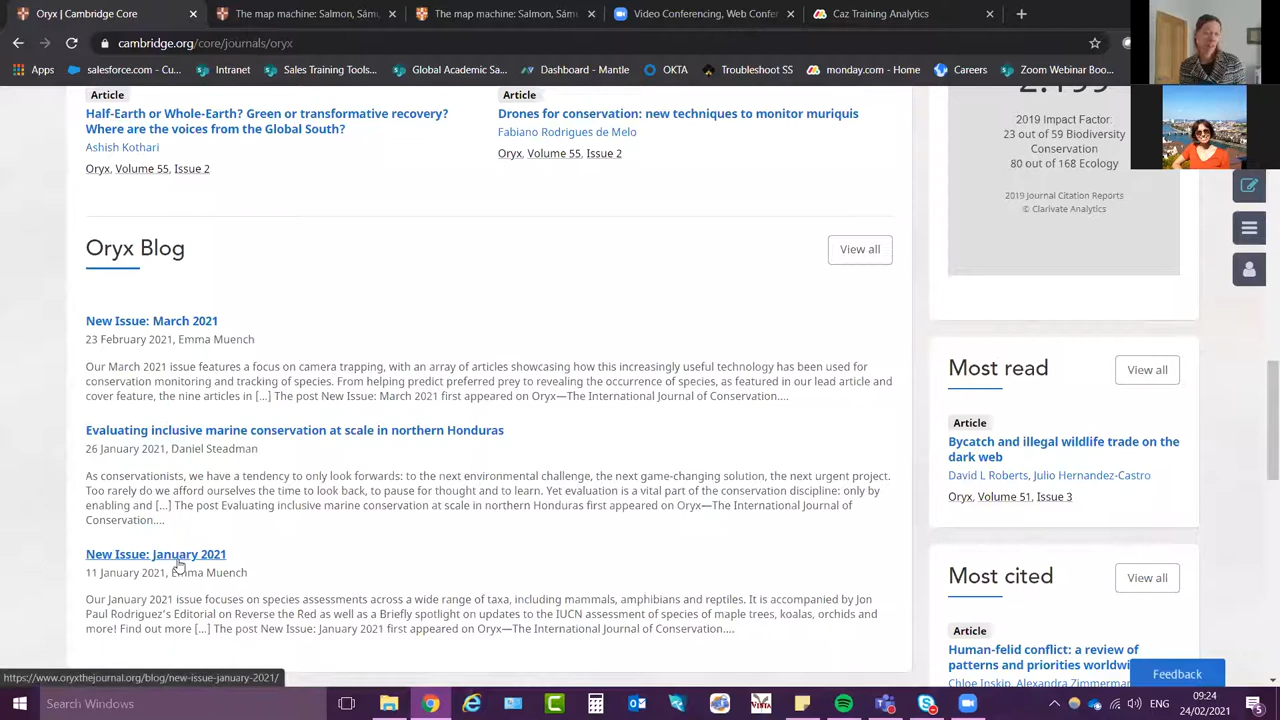 Oryx | Cambridge Core
The map machine: Salmon, Sám
The map machine: Salmon, Sám
Video Conferencing, Web Confer
Caz Training Analytics
cambridge.org/core/journals/oryx
Apps
salesforce.com - Cu...
Intranet
Sales Training Tools...
Global Academic Sa...
Dashboard - Mantle
OKTA
Troubleshoot SS
monday.com - Home
Careers
Zoom Webinar Boo...
Article
Half-Earth or Whole-Earth? Green or transformative recovery?
Where are the voices from the Global South?
Ashish Kothari
Oryx, Volume 55, Issue 2
Article
Drones for conservation: new techniques to monitor muriquis
Fabiano Rodrigues de Melo
Oryx, Volume 55, Issue 2
2019 Impact Factor:
23 out of 59 Biodiversity
Conservation
80 out of 168 Ecology
2019 Journal Citation Reports
© Clarivate Analytics
Oryx Blog
View all
New Issue: March 2021
23 February 2021, Emma Muench
Our March 2021 issue features a focus on camera trapping, with an array of articles showcasing how this increasingly useful technology has been used for
conservation monitoring and tracking of species. From helping predict preferred prey to revealing the occurrence of species, as featured in our lead article and
cover feature, the nine articles in [...] The post New Issue: March 2021 first appeared on Oryx—The International Journal of Conservation....
Evaluating inclusive marine conservation at scale in northern Honduras
26 January 2021, Daniel Steadman
As conservationists, we have a tendency to only look forwards: to the next environmental challenge, the next game-changing solution, the next urgent project.
Too rarely do we afford ourselves the time to look back, to pause for thought and to learn. Yet evaluation is a vital part of the conservation discipline: only by
enabling and [...] The post Evaluating inclusive marine conservation at scale in northern Honduras first appeared on Oryx—The International Journal of
Conservation....
New Issue: January 2021
11 January 2021, Emma Muench
Our January 2021 issue focuses on species assessments across a wide range of taxa, including mammals, amphibians and reptiles. It is accompanied by Jon
Paul Rodriguez's Editorial on Reverse the Red as well as a Briefly spotlight on updates to the IUCN assessment of species of maple trees, koalas, orchids and
more! Find out more [...] The post New Issue: January 2021 first appeared on Oryx—The International Journal of Conservation....
Most read
View all
Article
Bycatch and illegal wildlife trade on the
dark web
David L Roberts, Julio Hernandez-Castro
Oryx, Volume 51, Issue 3
Most cited
View all
Article
Human-felid conflict: a review of
patterns and priorities worldwi
Chloe Inskip, Alexandra Zimmerman
Feedback
https://www.oryxthejournal.org/blog/new-issue-january-2021/
Search Windows
ENG
09:24
24/02/2021
5